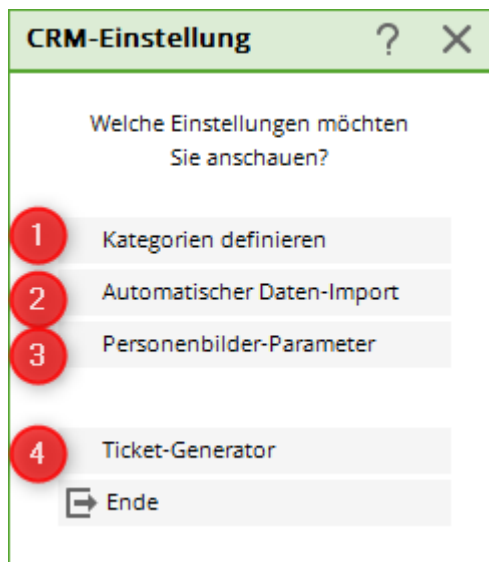 CRM-Einstellung ? ×
Welche Einstellungen möchten
Sie anschauen?
1 Kategorien definieren
2 Automatischer Daten-Import
3 Personenbilder-Parameter
4 Ticket-Generator
Ende